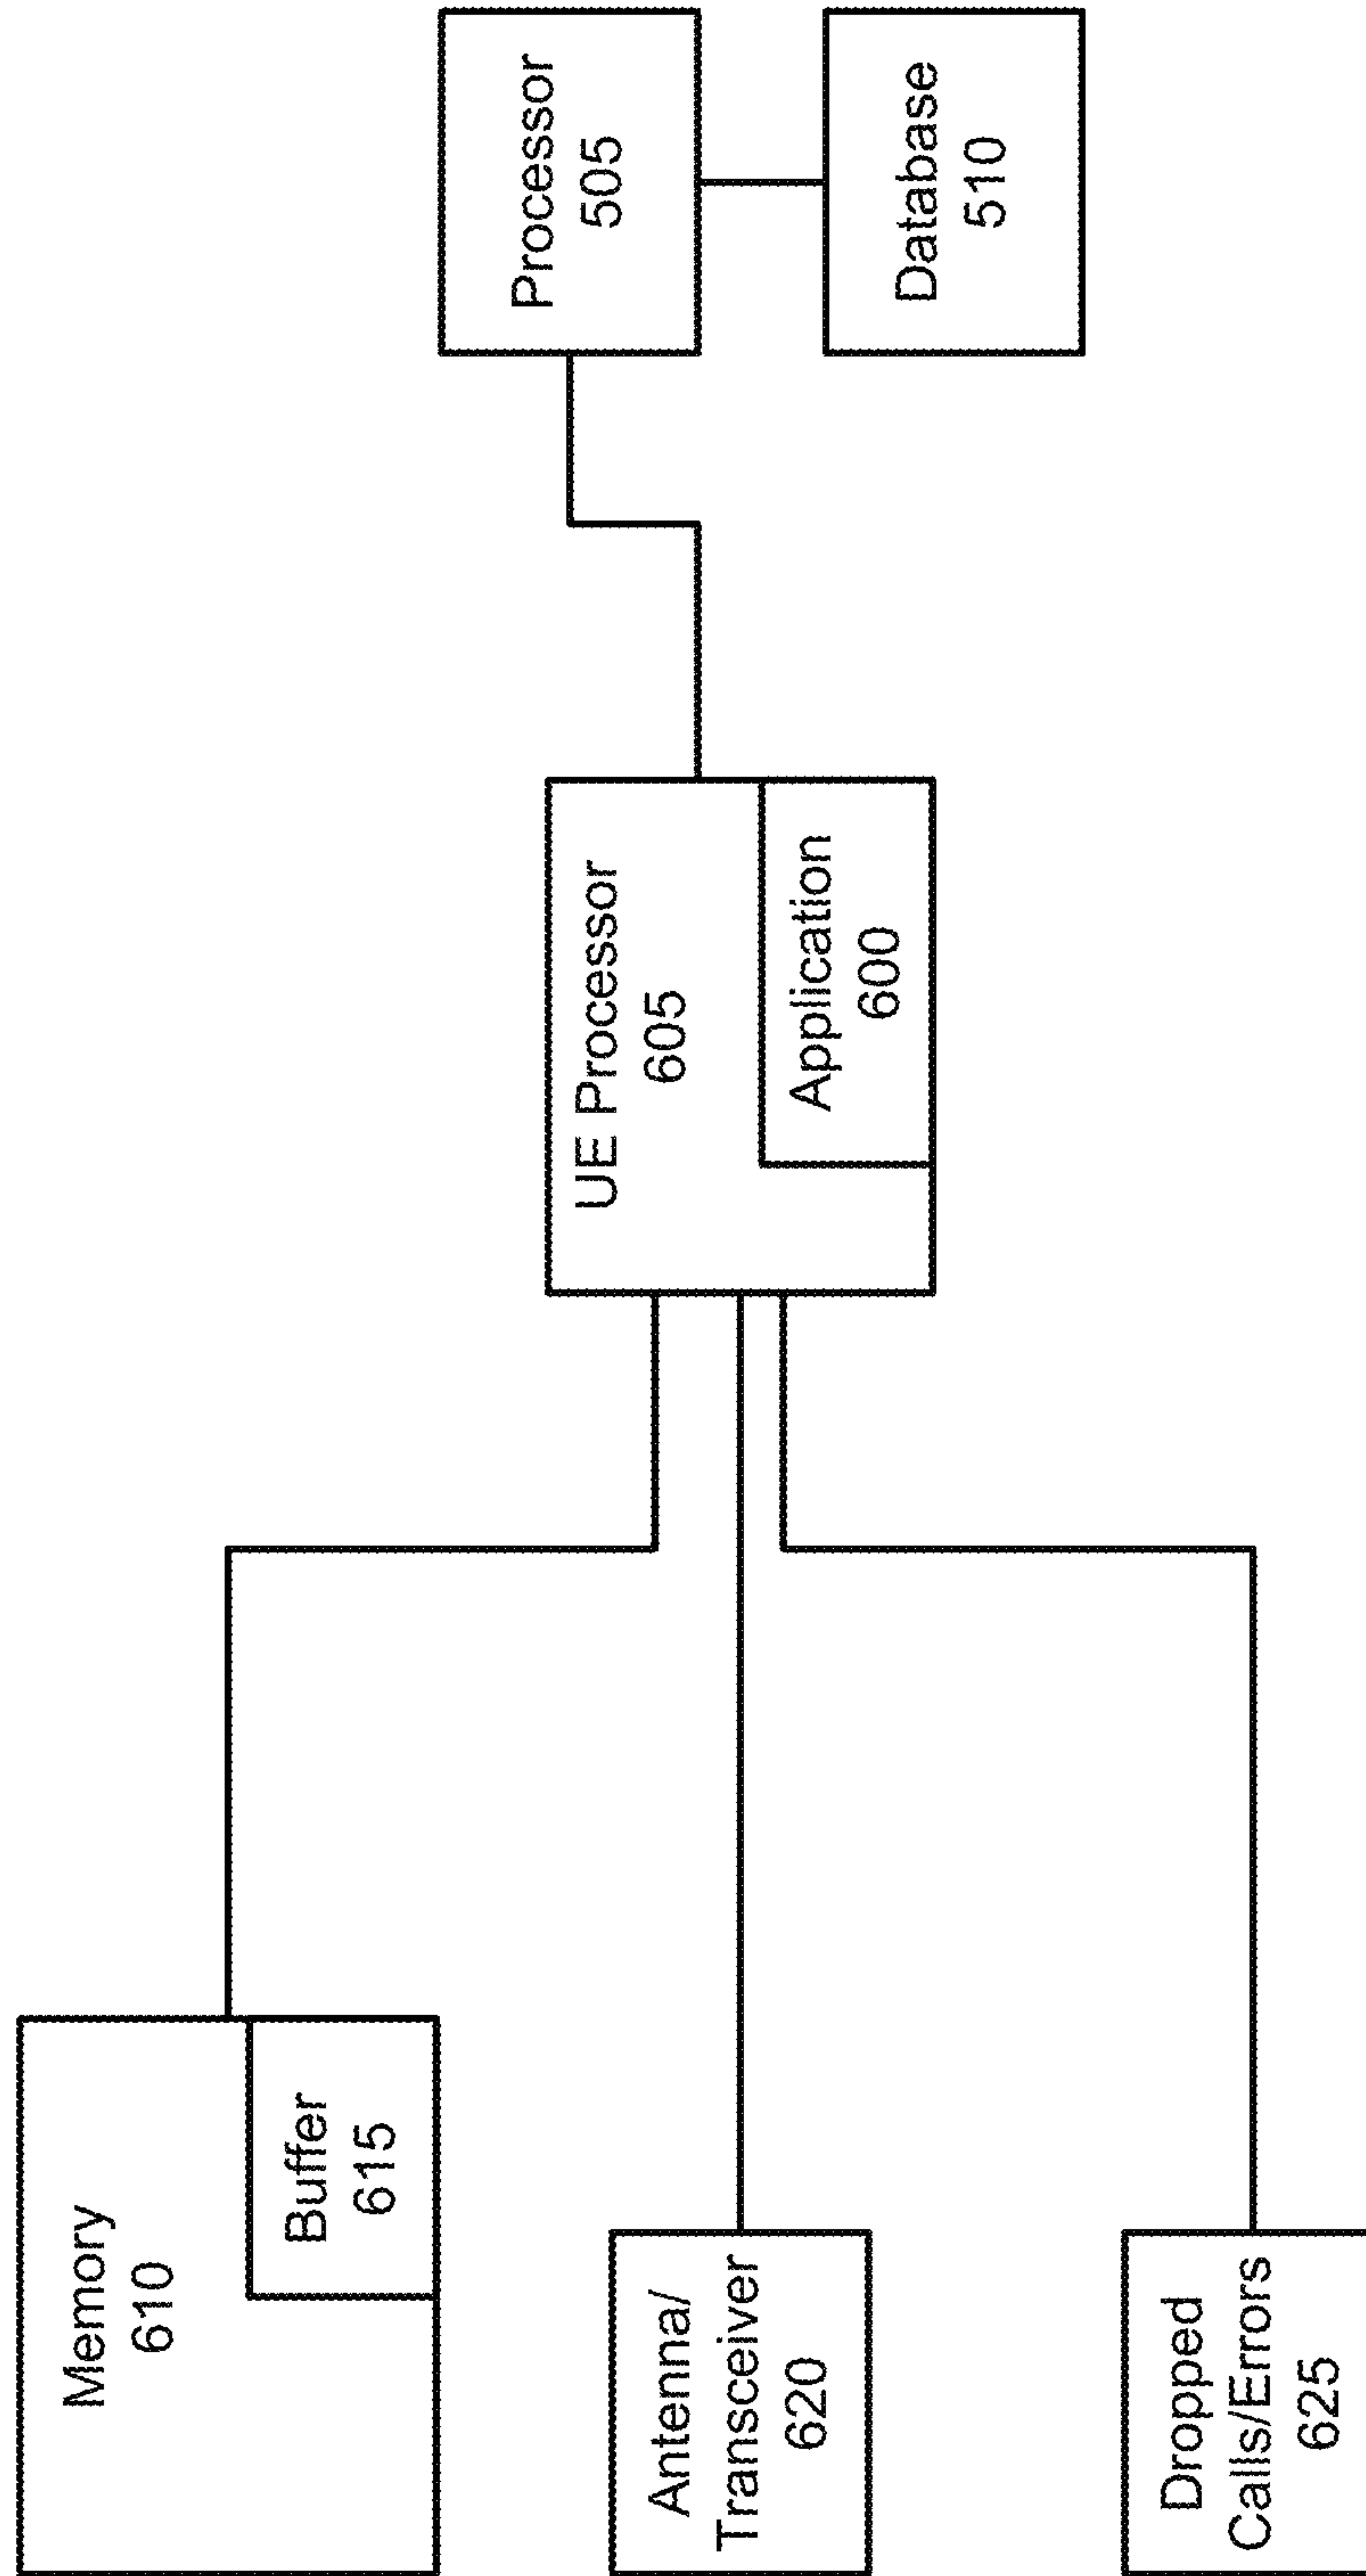 Memory
610
Buffer
615
Antenna/
Transceiver
620
Dropped
Calls/Errors
625
UE Processor
605
Application
600
Processor
505
Database
510